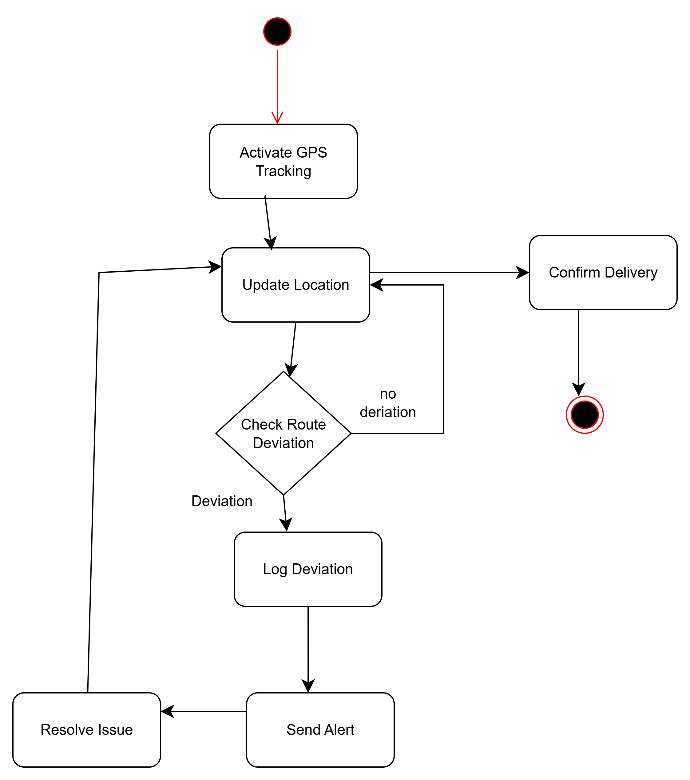 Activate GPS
Tracking
Update Location
Confirm Delivery
Check Route
Deviation
no
deriation
Deviation
Log Deviation
Resolve Issue
Send Alert